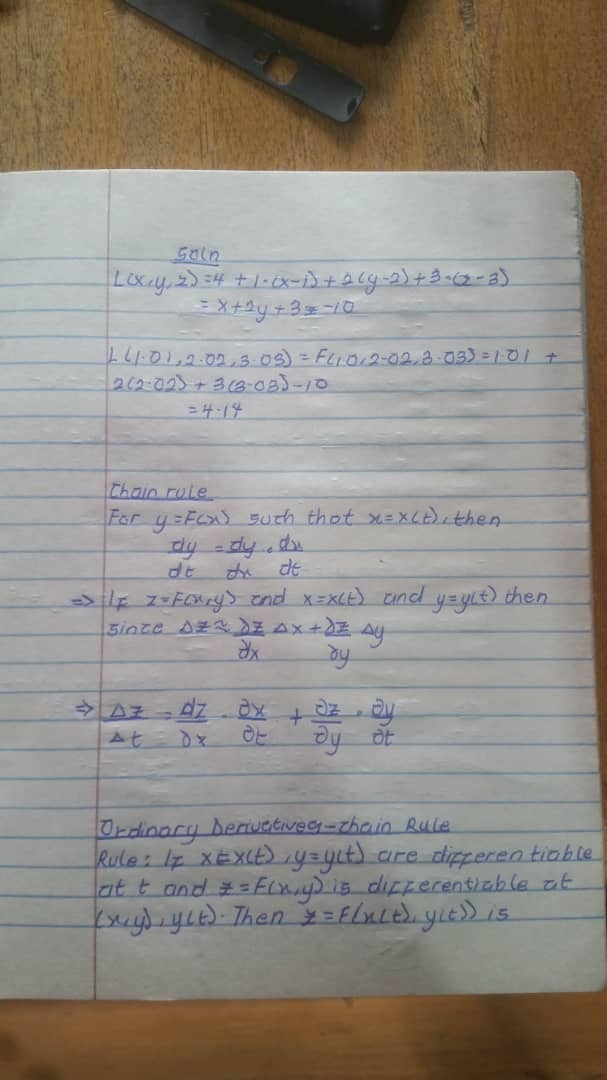 Soln
L(x,y,z) = 4 + 1·(x-1) + 2(y-2) + 3·(z-3)
= x+2y+3z-10
L(1.01,2.02,3.03) = F(1.0,2.02,3.03) = 1.01 +
2(2.02) + 3(3.03)-10
= 4.14
Chain rule
For y=F(x) such that x=x(t), then
dy = dy . dx
dt dx dt
=> If z=F(x,y) and x=x(t) and y=y(t) then
since Δz ≈ ∂z Δx + ∂z Δy
∂x ∂y
=> Δz = dz . ∂x + ∂z . ∂y
Δt ∂x ∂t ∂y ∂t
Ordinary Derivatives-chain Rule
Rule: If x=x(t), y=y(t) are differentiable
at t and z=F(x,y) is differentiable at
(x,y), y(t). Then z=F(x(t), y(t)) is